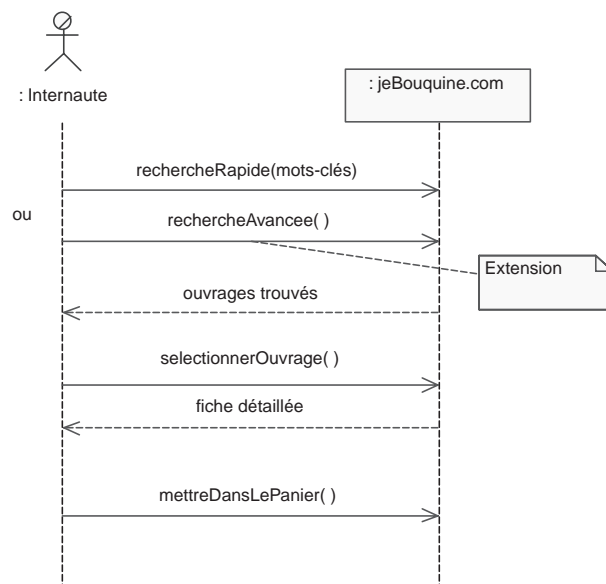 : Internaute
: jeBouquine.com
rechercheRapide(mots-clés)
ou
rechercheAvancee( )
Extension
ouvrages trouvés
selectionnerOuvrage( )
fiche détaillée
mettreDansLePanier( )